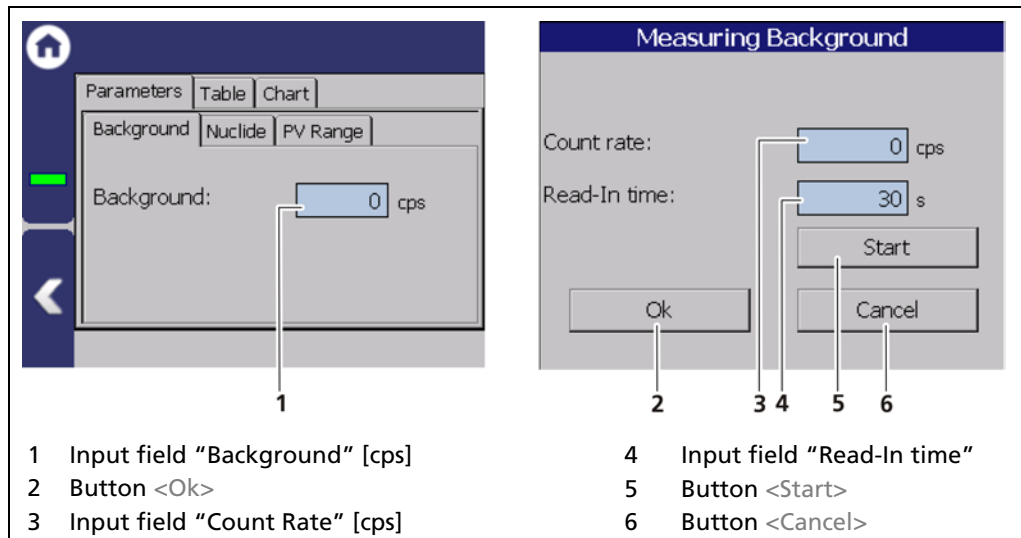 Parameters Table Chart
Background Nuclide PV Range
Background: 0 cps
1
Measuring Background
Count rate: 0 cps
Read-In time: 30 s
Start
Ok Cancel
2 3 4 5 6
1 Input field “Background” [cps]
2 Button <Ok>
3 Input field “Count Rate” [cps]
4 Input field “Read-In time”
5 Button <Start>
6 Button <Cancel>